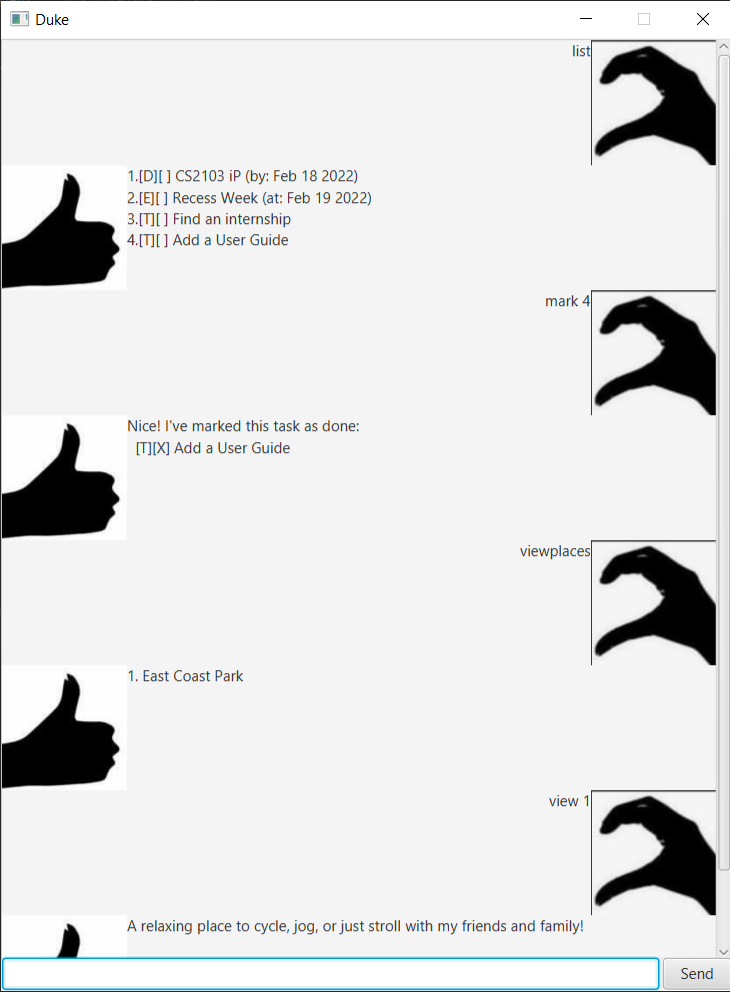 Duke
list
1.[D][ ] CS2103 iP (by: Feb 18 2022)
2.[E][ ] Recess Week (at: Feb 19 2022)
3.[T][ ] Find an internship
4.[T][ ] Add a User Guide
mark 4
Nice! I've marked this task as done:
[T][X] Add a User Guide
viewplaces
1. East Coast Park
view 1
A relaxing place to cycle, jog, or just stroll with my friends and family!
Send